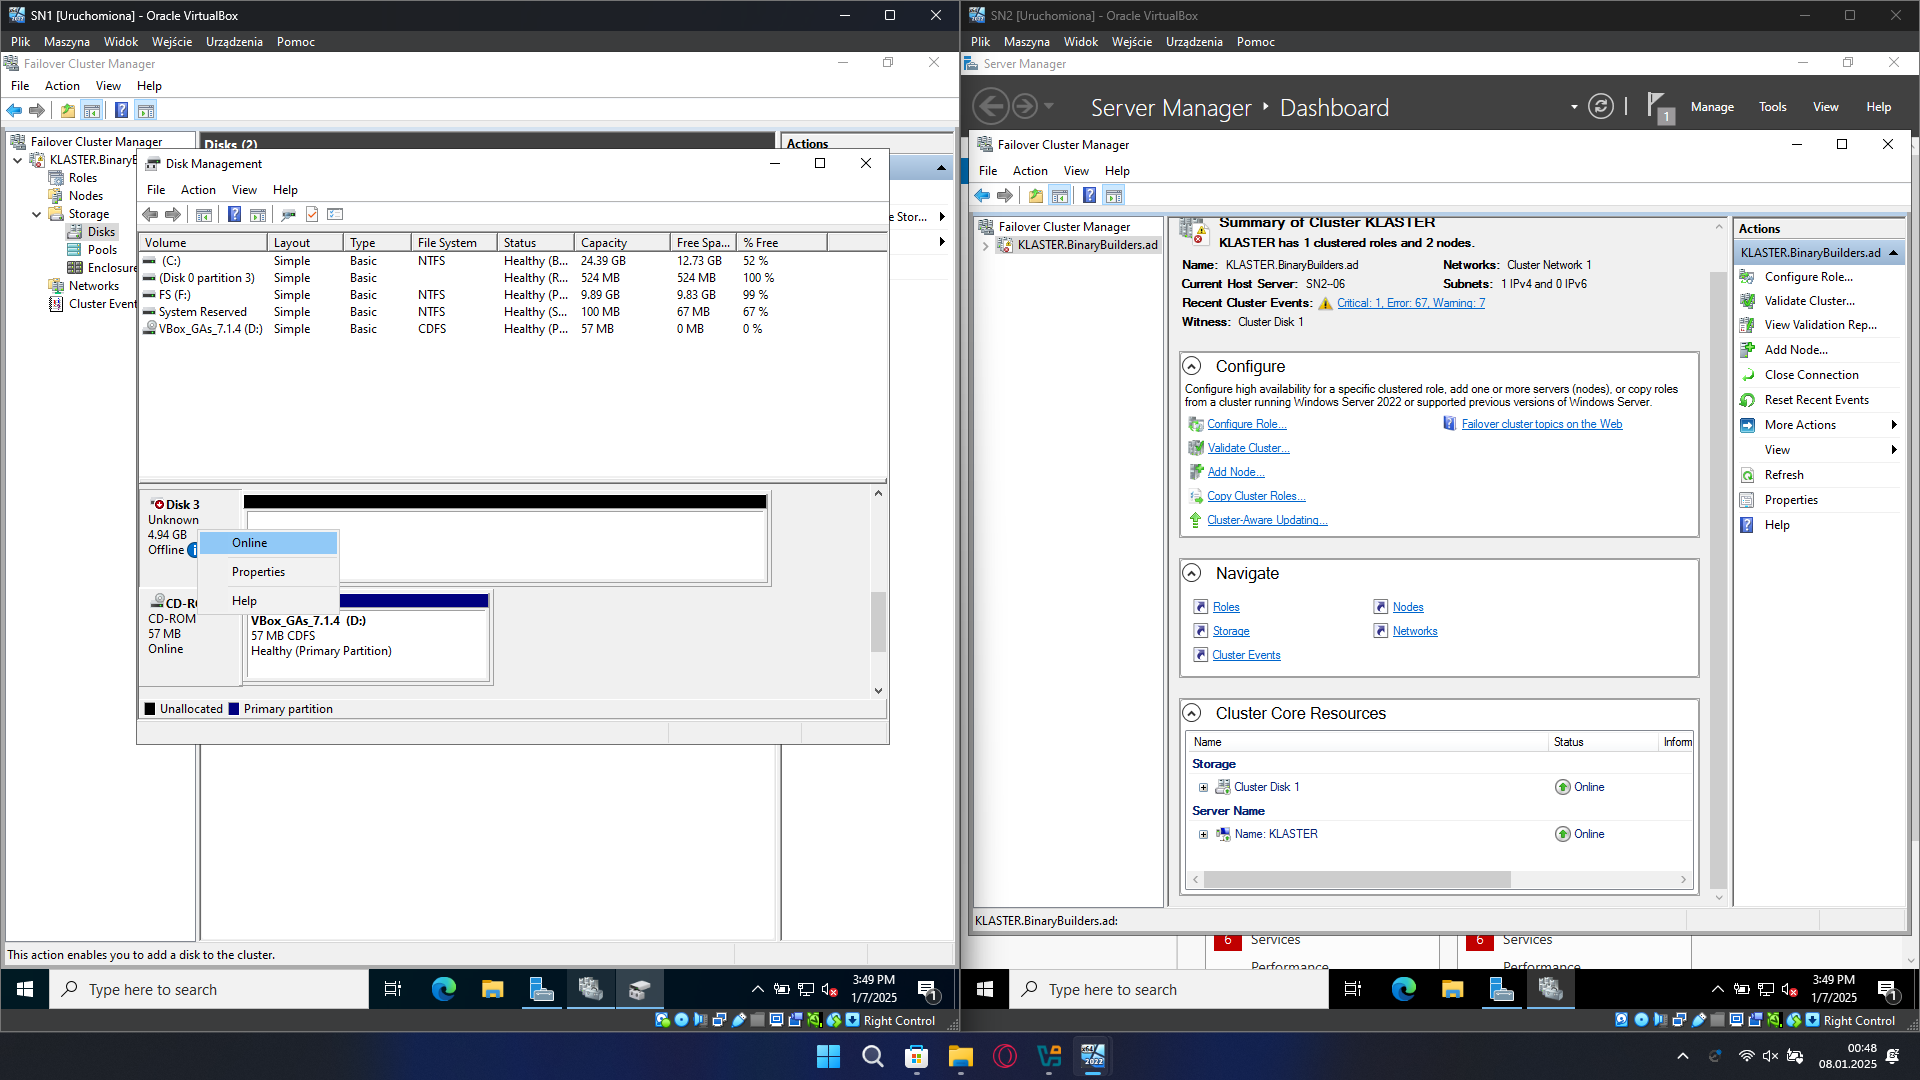 SN1 [Uruchomiona] - Oracle VirtualBox
Plik Maszyna Widok Wejście Urządzenia Pomoc
Failover Cluster Manager
File Action View Help
Failover Cluster Manager
KLASTER.BinaryB
Roles
Nodes
Storage
Disks
Pools
Enclosure
Networks
Cluster Event
Disks (2)
Actions
e Stor...
Disk Management
File Action View Help
Volume Layout Type File System Status Capacity Free Spa... % Free
(C:) Simple Basic NTFS Healthy (B... 24.39 GB 12.73 GB 52 %
(Disk 0 partition 3) Simple Basic Healthy (R... 524 MB 524 MB 100 %
FS (F:) Simple Basic NTFS Healthy (P... 9.89 GB 9.83 GB 99 %
System Reserved Simple Basic NTFS Healthy (S... 100 MB 67 MB 67 %
VBox_GAs_7.1.4 (D:) Simple Basic CDFS Healthy (P... 57 MB 0 MB 0 %
Disk 3
Unknown
4.94 GB
Offline
Online
Properties
Help
CD-RO
CD-ROM
57 MB
Online
VBox_GAs_7.1.4 (D:)
57 MB CDFS
Healthy (Primary Partition)
Unallocated Primary partition
This action enables you to add a disk to the cluster.
Type here to search
3:49 PM
1/7/2025
1
Right Control
SN2 [Uruchomiona] - Oracle VirtualBox
Plik Maszyna Widok Wejście Urządzenia Pomoc
Server Manager
Server Manager Dashboard
1
Manage Tools View Help
Failover Cluster Manager
File Action View Help
Failover Cluster Manager
KLASTER.BinaryBuilders.ad
Summary of Cluster KLASTER
KLASTER has 1 clustered roles and 2 nodes.
Name: KLASTER.BinaryBuilders.ad Networks: Cluster Network 1
Current Host Server: SN2--06 Subnets: 1 IPv4 and 0 IPv6
Recent Cluster Events: Critical: 1, Error: 67, Warning: 7
Witness: Cluster Disk 1
Configure
Configure high availability for a specific clustered role, add one or more servers (nodes), or copy roles
from a cluster running Windows Server 2022 or supported previous versions of Windows Server.
Configure Role... Failover cluster topics on the Web
Validate Cluster...
Add Node...
Copy Cluster Roles...
Cluster-Aware Updating...
Navigate
Roles Nodes
Storage Networks
Cluster Events
Cluster Core Resources
Name Status Inform
Storage
Cluster Disk 1 Online
Server Name
Name: KLASTER Online
Actions
KLASTER.BinaryBuilders.ad
Configure Role...
Validate Cluster...
View Validation Rep...
Add Node...
Close Connection
Reset Recent Events
More Actions
View
Refresh
Properties
Help
KLASTER.BinaryBuilders.ad:
6 Services 6 Services
Performance Performance
Type here to search
3:49 PM
1/7/2025
1
Right Control
00:48
08.01.2025